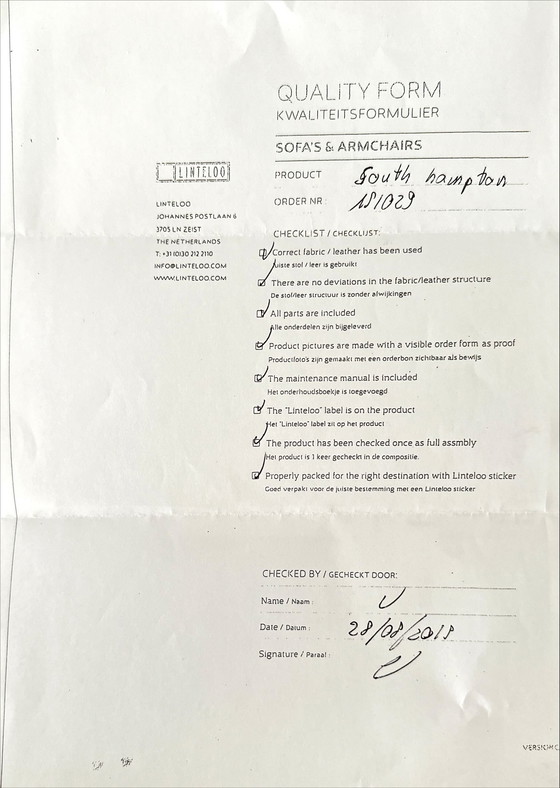 QUALITY FORM
KWALITEITSFORMULIER
SOFA'S & ARMCHAIRS
LINTELOO
PRODUCT South hampton
ORDER NR: 181029
LINTELOO
JOHANNES POSTLAAN 6
3705 LN ZEIST
THE NETHERLANDS
T: +31 (0)30 212 2110
INFO@LINTELOO.COM
WWW.LINTELOO.COM
CHECKLIST / CHECKLIJST:
Correct fabric / leather has been used
Juiste stof / leer is gebruikt
There are no deviations in the fabric/leather structure
De stof/leer structuur is zonder afwijkingen
All parts are included
Alle onderdelen zijn bijgeleverd
Product pictures are made with a visible order form as proof
Productfoto's zijn gemaakt met een orderbon zichtbaar als bewijs
The maintenance manual is included
Het onderhoudsboekje is toegevoegd
The "Linteloo" label is on the product
Het "Linteloo" label zit op het product
The product has been checked once as full assmbly
Het product is 1 keer gecheckt in de compositie.
Properly packed for the right destination with Linteloo sticker
Goed verpakt voor de juiste bestemming met een Linteloo sticker
CHECKED BY / GECHECKT DOOR:
Name / Naam :
Date / Datum : 28/08/2018
Signature / Paraal :